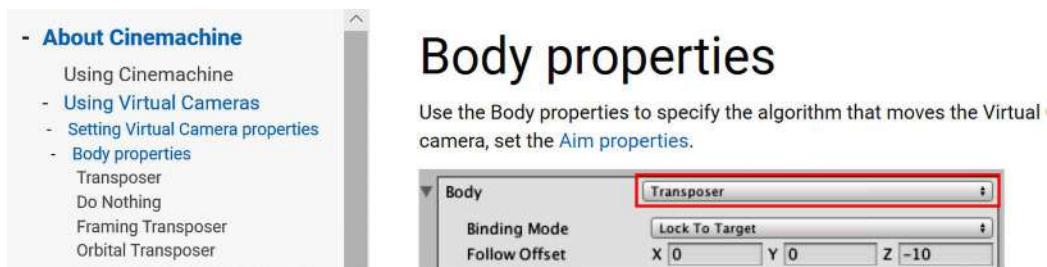 - About Cinemachine
Using Cinemachine
- Using Virtual Cameras
- Setting Virtual Camera properties
- Body properties
Transposer
Do Nothing
Framing Transposer
Orbital Transposer
Body properties
Use the Body properties to specify the algorithm that moves the Virtual
camera, set the Aim properties.
Body Transposer
Binding Mode Lock To Target
Follow Offset X 0 Y 0 Z -10